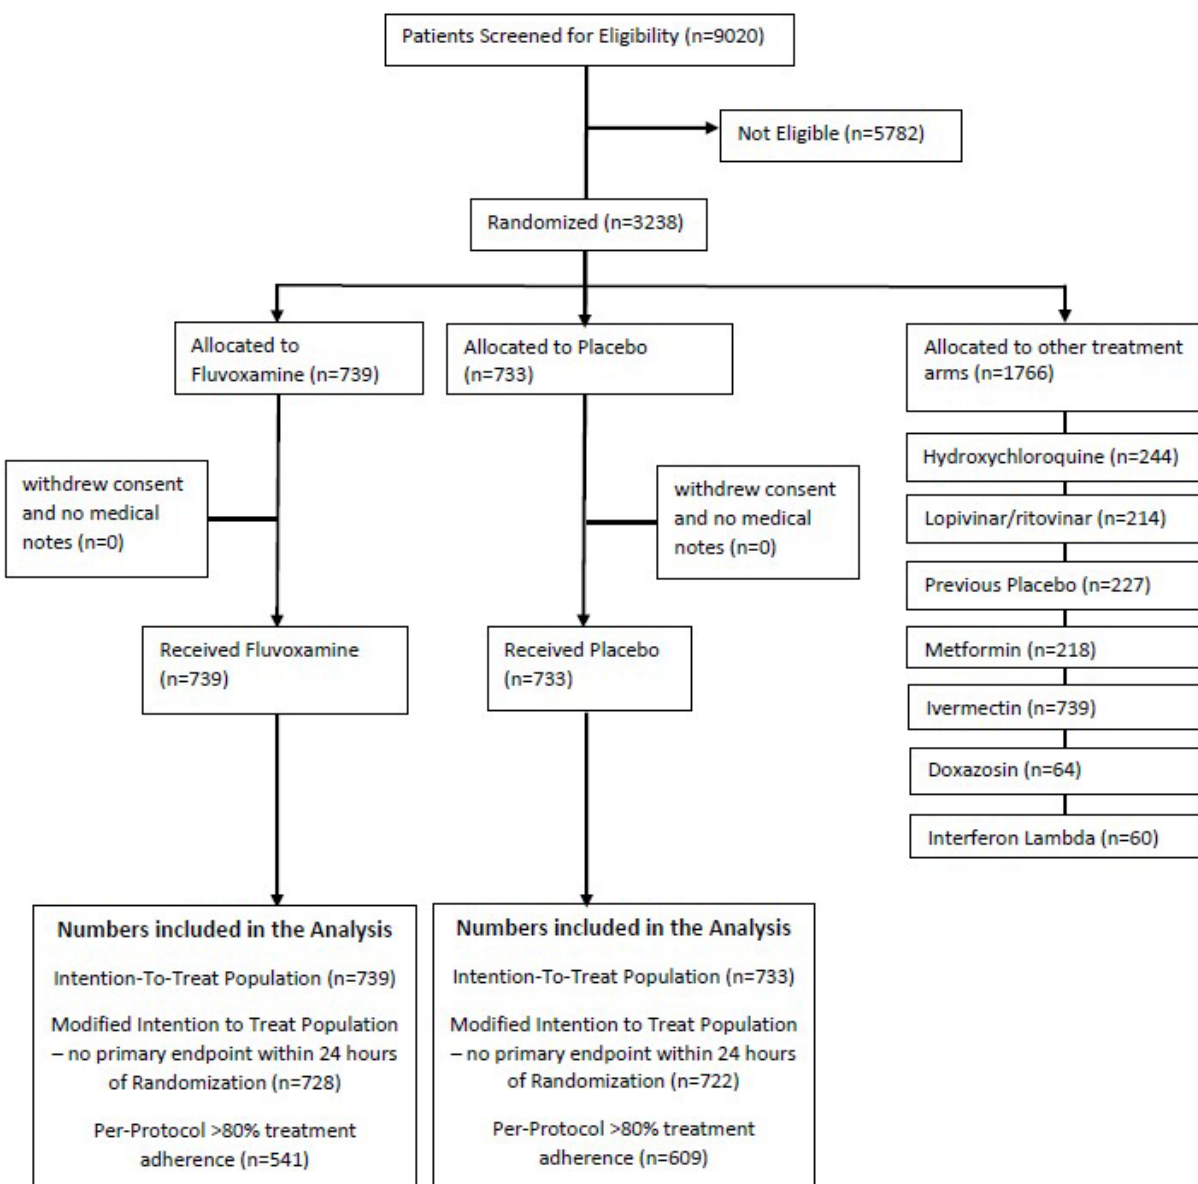 Patients Screened for Eligibility (n=9020)
Not Eligible (n=5782)
Randomized (n=3238)
Allocated to
Fluvoxamine (n=739)
Allocated to Placebo
(n=733)
Allocated to other treatment
arms (n=1766)
withdrew consent
and no medical
notes (n=0)
withdrew consent
and no medical
notes (n=0)
Hydroxychloroquine (n=244)
Lopivinar/ritovinar (n=214)
Previous Placebo (n=227)
Metformin (n=218)
Ivermectin (n=739)
Doxazosin (n=64)
Interferon Lambda (n=60)
Received Fluvoxamine
(n=739)
Received Placebo
(n=733)
Numbers included in the Analysis
Intention-To-Treat Population (n=739)
Modified Intention to Treat Population
– no primary endpoint within 24 hours
of Randomization (n=728)
Per-Protocol >80% treatment
adherence (n=541)
Numbers included in the Analysis
Intention-To-Treat Population (n=733)
Modified Intention to Treat Population
– no primary endpoint within 24 hours
of Randomization (n=722)
Per-Protocol >80% treatment
adherence (n=609)